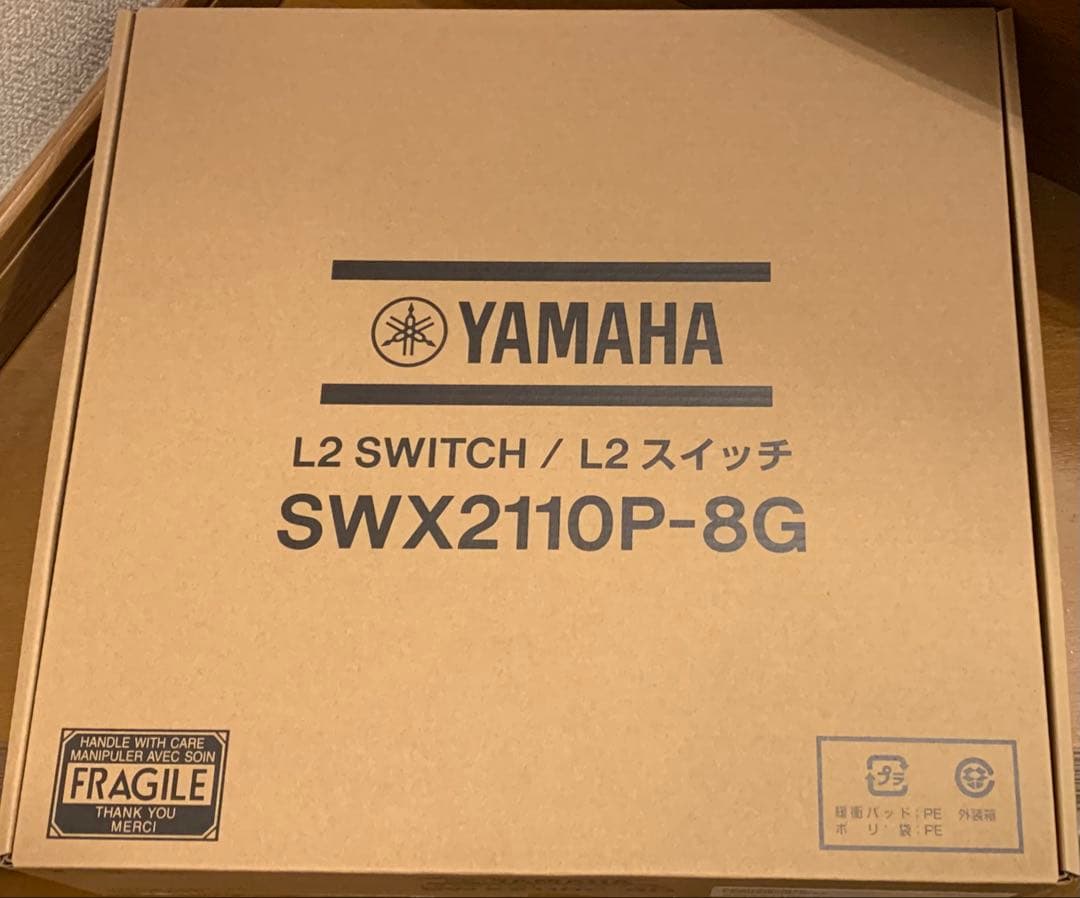 YAMAHA
L2 SWITCH / L2 スイッチ
SWX2110P-8G
HANDLE WITH CARE
MANIPULER AVEC SOIN
FRAGILE
THANK YOU
MERCI
プラ
緩衝パッド:PE 外装箱
ポリ袋:PE
YAMAHA